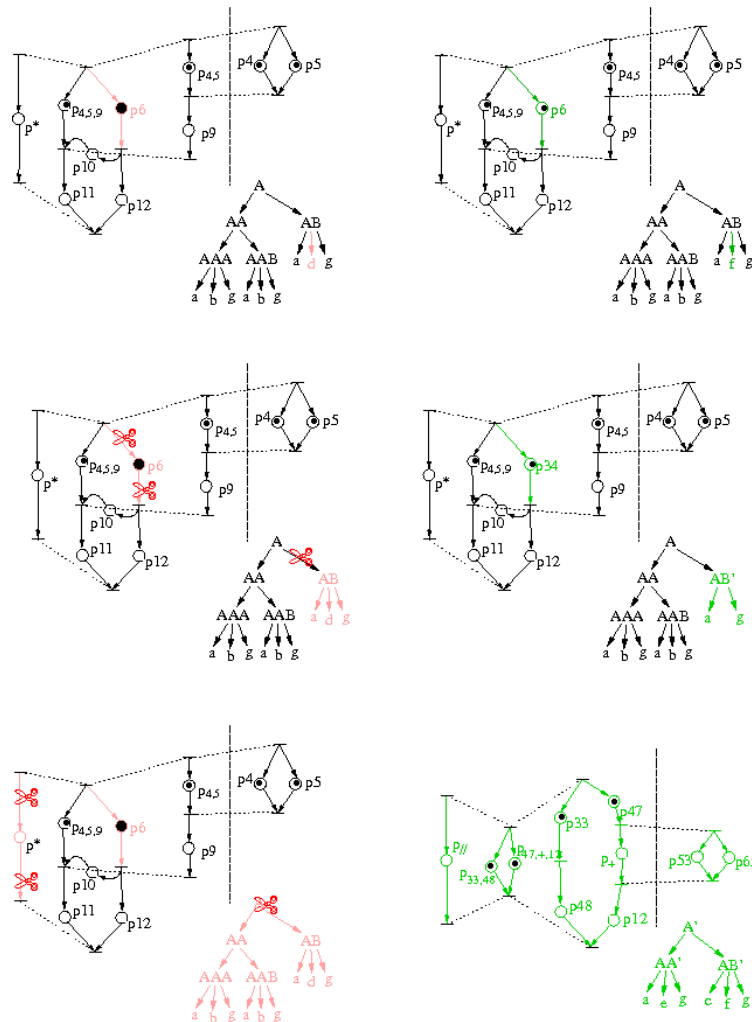 p4 p5
p4,5
p4,5,9 p6
p*
p9
p10
p11 p12
A
AA AB
AAA AAB a d g
a b g a b g
p4 p5
p4,5
p4,5,9 p6
p*
p9
p10
p11 p12
A
AA AB
AAA AAB a f g
a b g a b g
p4 p5
p4,5
p4,5,9 p6
p*
p9
p10
p11 p12
A
AA AB
AAA AAB a d g
a b g a b g
p4 p5
p4,5
p4,5,9 p34
p*
p9
p10
p11 p12
A
AA AB'
AAA AAB a g
a b g a b g
p4 p5
p4,5
p4,5,9 p6
p*
p9
p10
p11 p12
AA AB
AAA AAB a d g
a b g a b g
p47
p33
p// p33,48 p+ p53
p48 p12
A'
AA' AB'
a e g c f g